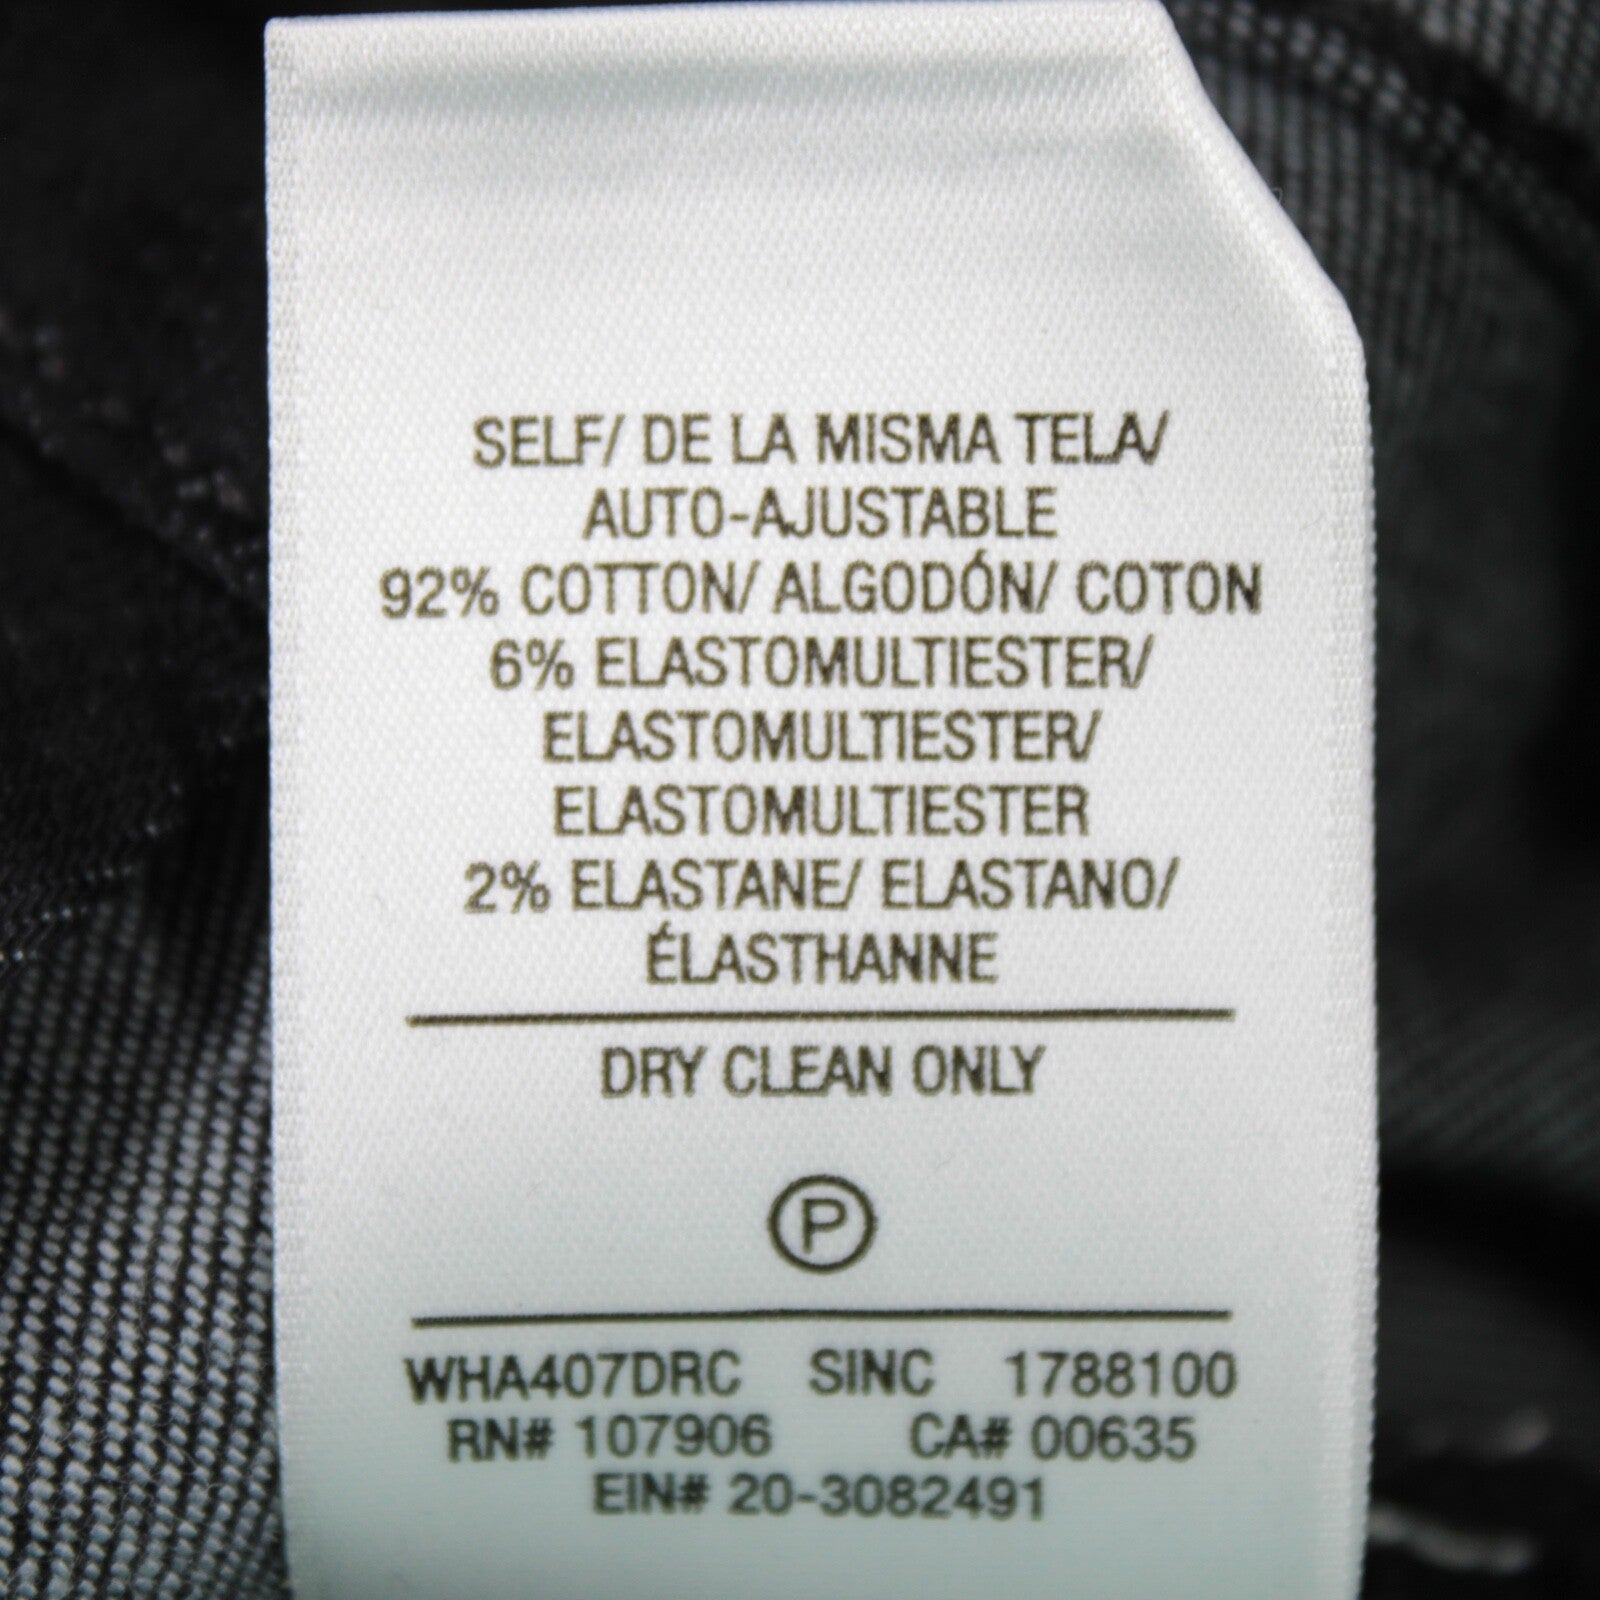 SELF/ DE LA MISMA TELA/
AUTO-AJUSTABLE
92% COTTON/ ALGODÓN/ COTON
6% ELASTOMULTIESTER/
ELASTOMULTIESTER/
ELASTOMULTIESTER
2% ELASTANE/ ELASTANO/
ÉLASTHANNE
DRY CLEAN ONLY
P
WHA407DRC SINC 1788100
RN# 107906 CA# 00635
EIN# 20-3082491